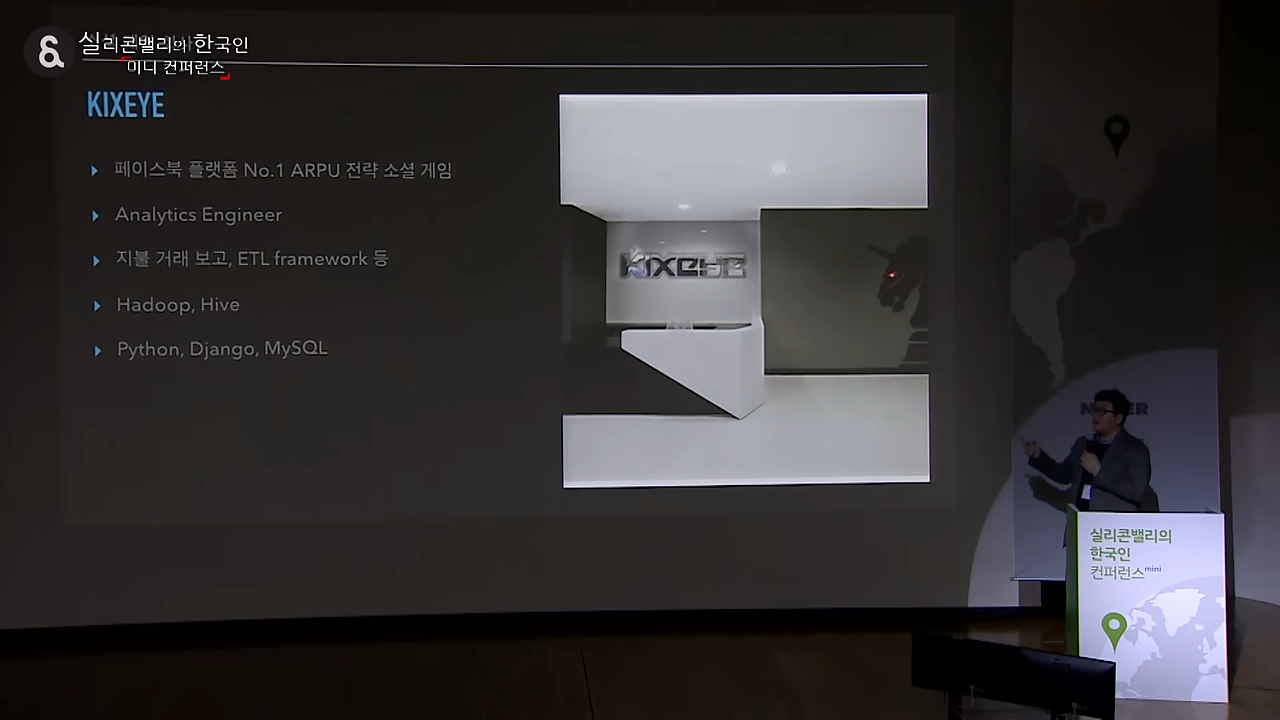 실리콘밸리의 한국인
미니 컨퍼런스
KIXEYE
페이스북 플랫폼 No.1 ARPU 전략 소셜 게임
Analytics Engineer
지불 거래 보고, ETL framework 등
Hadoop, Hive
Python, Django, MySQL
KIXEYE
실리콘밸리의
한국인
컨퍼런스mini